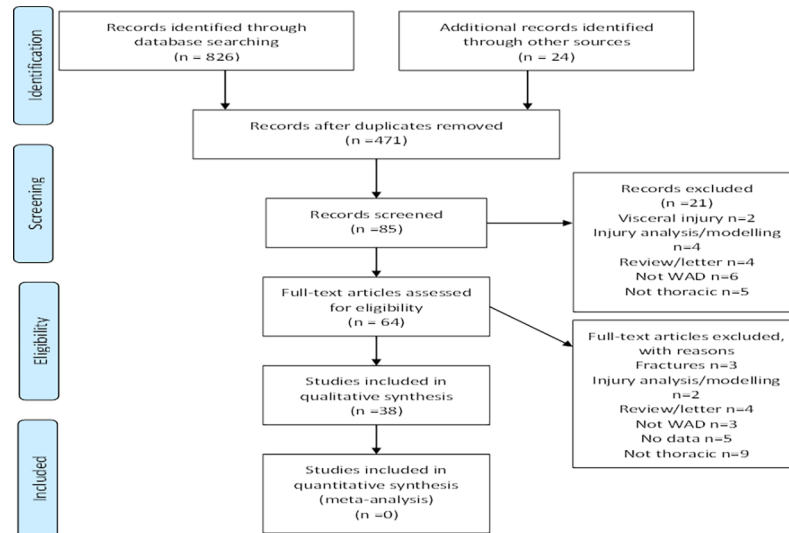 Identification
Records identified through
database searching
(n = 826)
Additional records identified
through other sources
(n = 24)
Records after duplicates removed
(n =471)
Screening
Records screened
(n =85)
Records excluded
(n =21)
Visceral injury n=2
Injury analysis/modelling
n=4
Review/letter n=4
Not WAD n=6
Not thoracic n=5
Eligibility
Full-text articles assessed
for eligibility
(n = 64)
Full-text articles excluded,
with reasons
Fractures n=3
Injury analysis/modelling
n=2
Review/letter n=4
Not WAD n=3
No data n=5
Not thoracic n=9
Studies included in
qualitative synthesis
(n =38)
Included
Studies included in
quantitative synthesis
(meta-analysis)
(n =0)